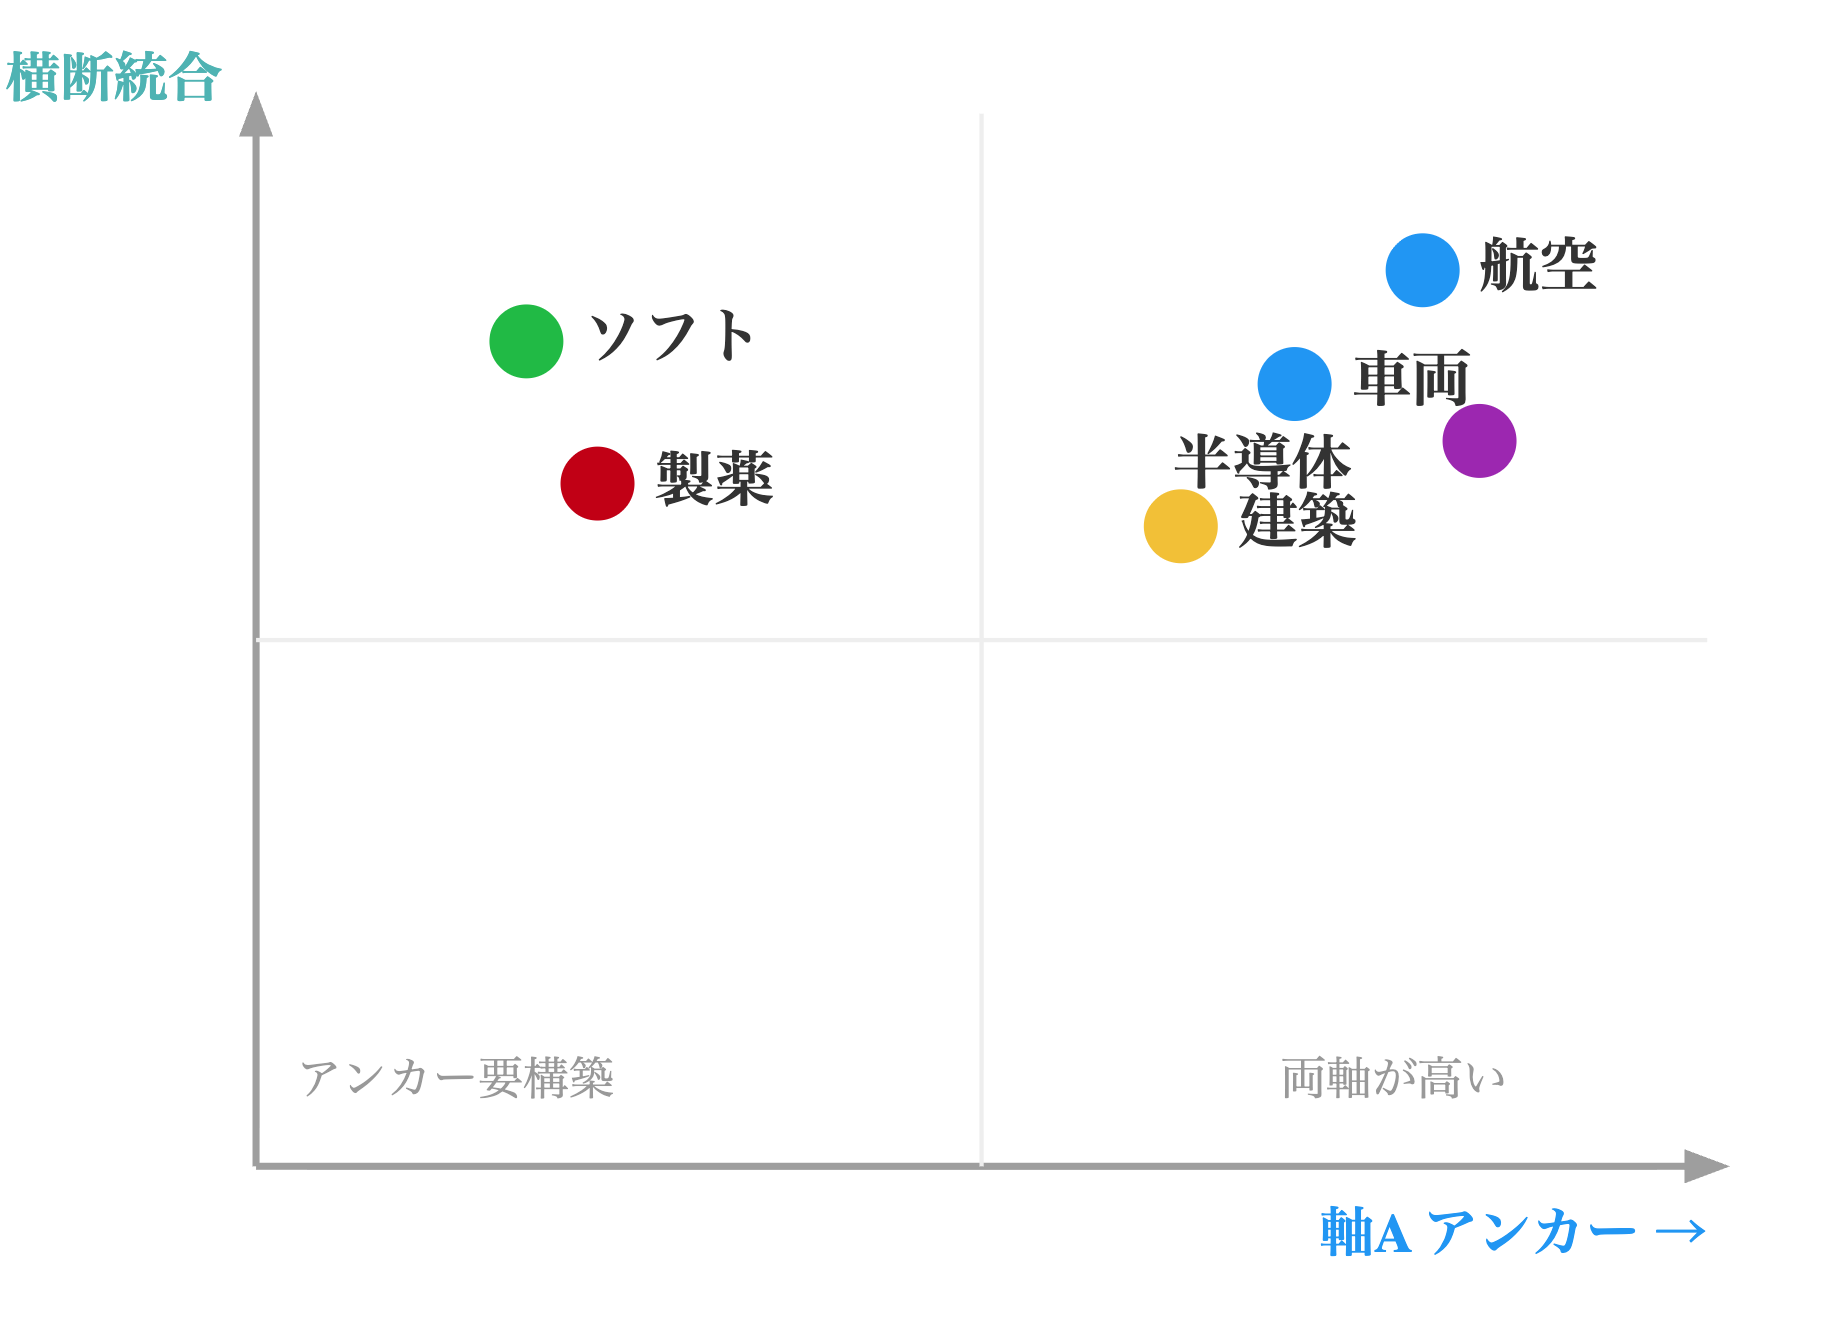 横断統合
航空
ソフト
車両
半導体
製薬
建築
アンカー要構築
両軸が高い
軸A アンカー →